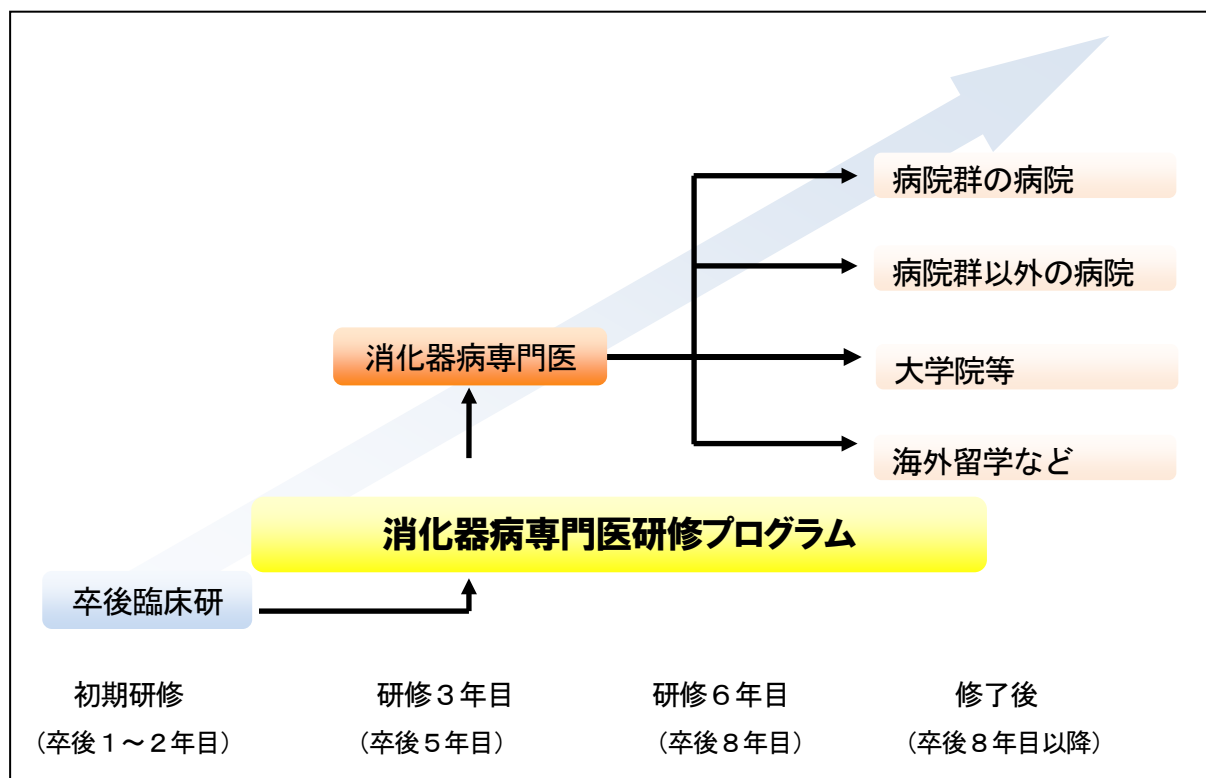 病院群の病院
病院群以外の病院
消化器病専門医
大学院等
海外留学など
消化器病専門医研修プログラム
卒後臨床研
初期研修
研修３年目
研修６年目
修了後
（卒後１～２年目）
（卒後５年目）
（卒後８年目）
（卒後８年目以降）